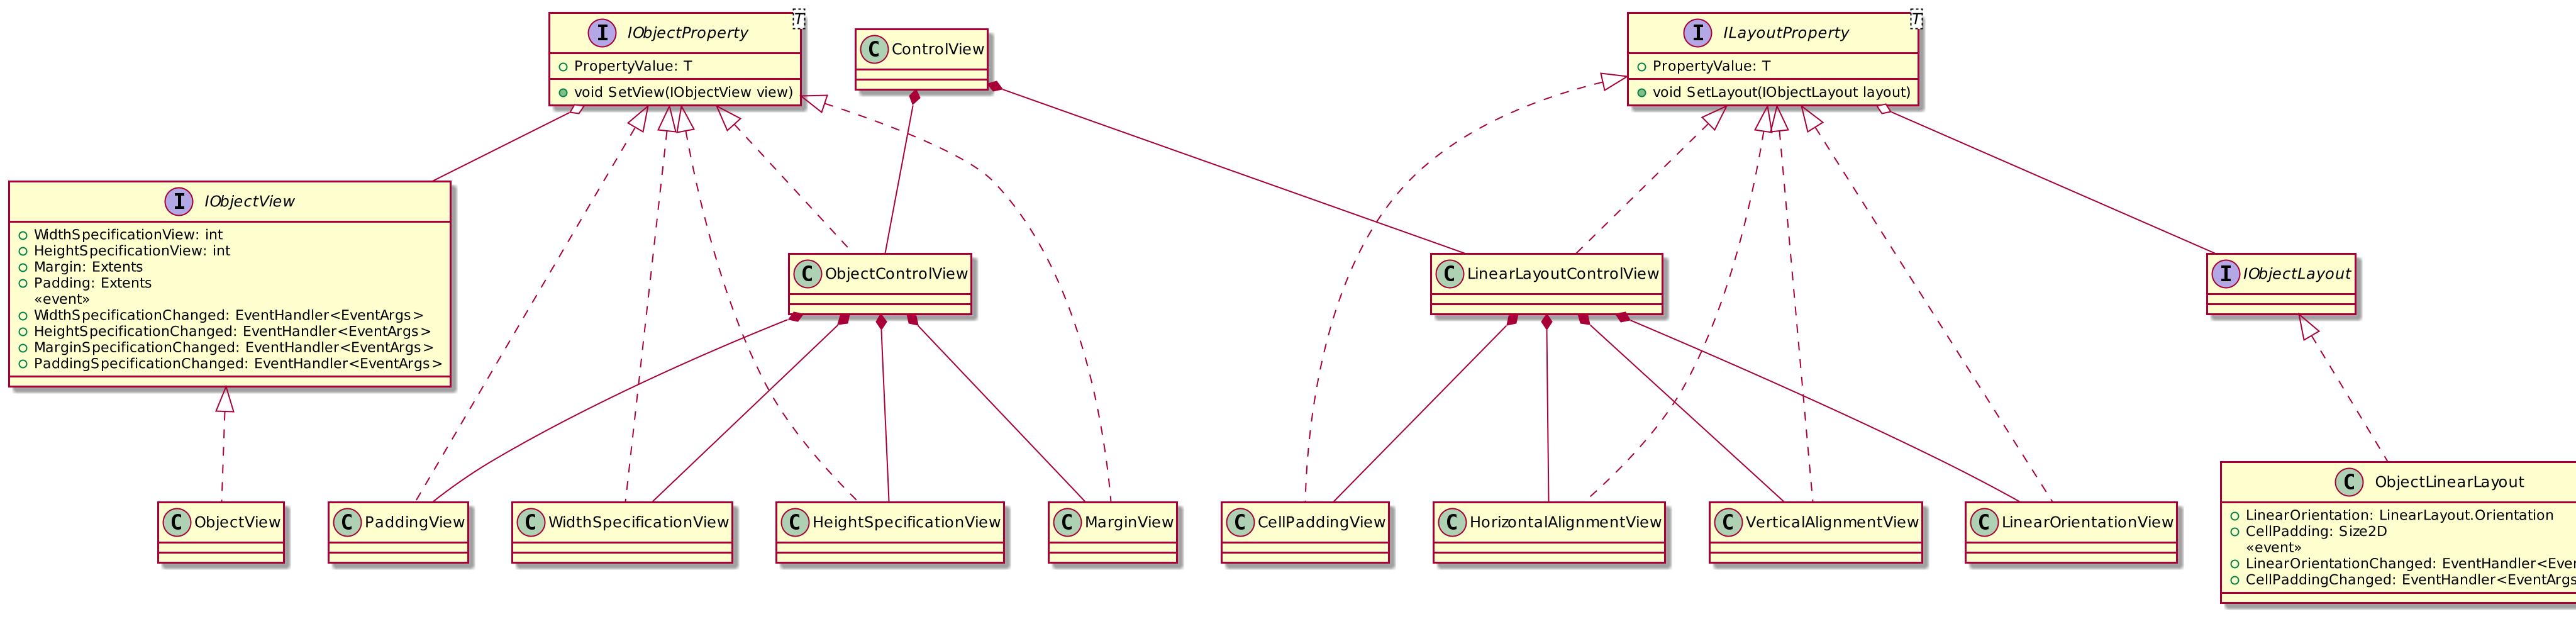 I IObjectProperty T
PropertyValue: T
void SetView(IObjectView view)
C ControlView
I ILayoutProperty T
PropertyValue: T
void SetLayout(IObjectLayout layout)
I IObjectView
WidthSpecificationView: int
HeightSpecificationView: int
Margin: Extents
Padding: Extents
«event»
WidthSpecificationChanged: EventHandler<EventArgs>
HeightSpecificationChanged: EventHandler<EventArgs>
MarginSpecificationChanged: EventHandler<EventArgs>
PaddingSpecificationChanged: EventHandler<EventArgs>
C ObjectControlView
C LinearLayoutControlView
I IObjectLayout
C ObjectView
C PaddingView
C WidthSpecificationView
C HeightSpecificationView
C MarginView
C CellPaddingView
C HorizontalAlignmentView
C VerticalAlignmentView
C LinearOrientationView
C ObjectLinearLayout
LinearOrientation: LinearLayout.Orientation
CellPadding: Size2D
«event»
LinearOrientationChanged: EventHandler<Even
CellPaddingChanged: EventHandler<EventArgs